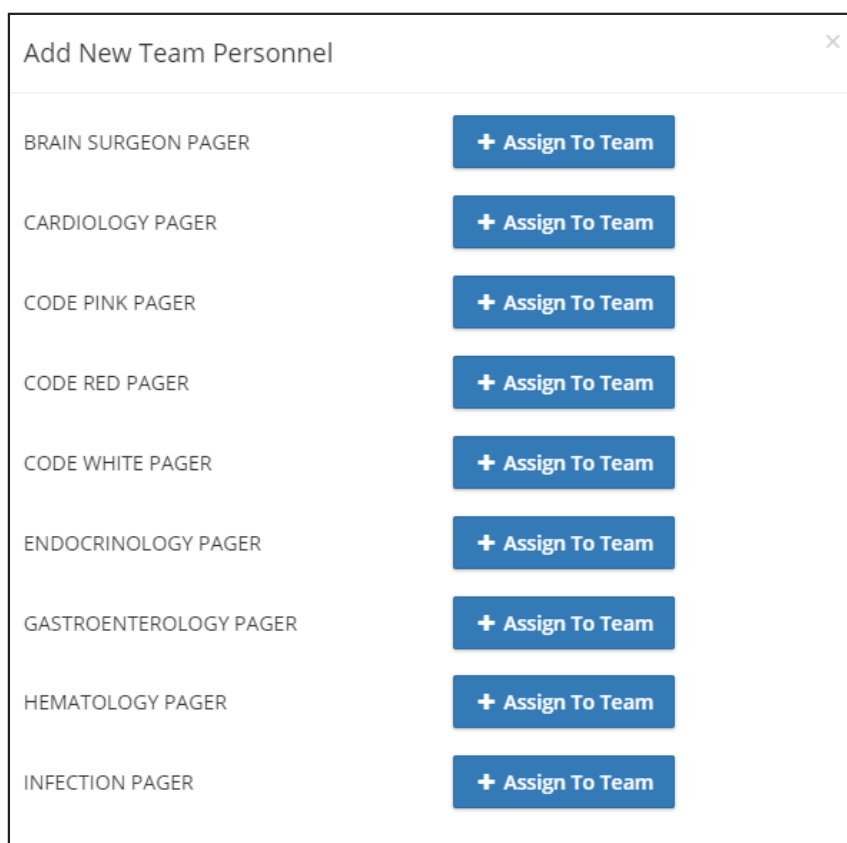 Add New Team Personnel ×
BRAIN SURGEON PAGER + Assign To Team
CARDIOLOGY PAGER + Assign To Team
CODE PINK PAGER + Assign To Team
CODE RED PAGER + Assign To Team
CODE WHITE PAGER + Assign To Team
ENDOCRINOLOGY PAGER + Assign To Team
GASTROENTEROLOGY PAGER + Assign To Team
HEMATOLOGY PAGER + Assign To Team
INFECTION PAGER + Assign To Team